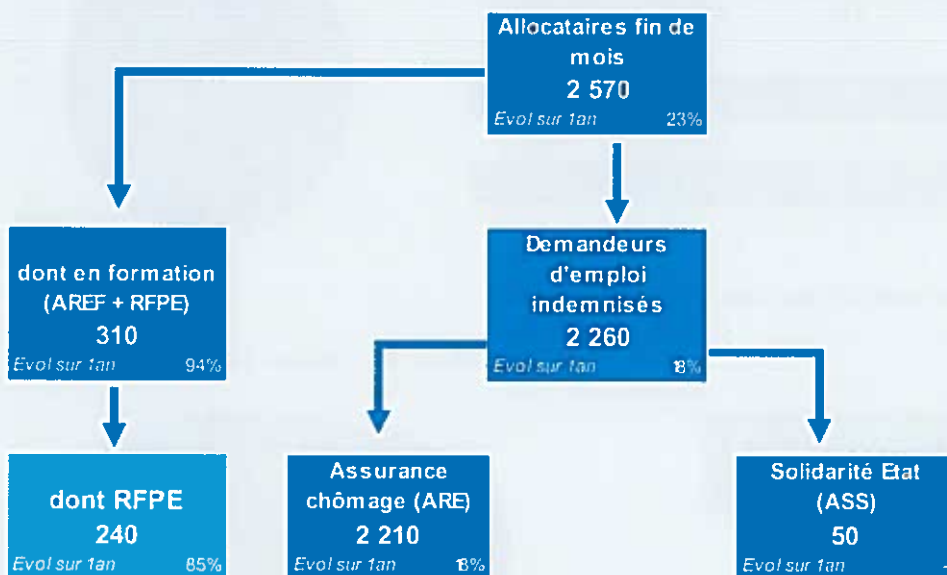 Allocataires fin de
mois
2 570
Evol sur 1an 23%
dont en formation
(AREF + RFPE)
310
Evol sur 1an 94%
Demandeurs
d'emploi
indemnisés
2 260
Evol sur 1an 18%
dont RFPE
240
Evol sur 1an 85%
Assurance
chômage (ARE)
2 210
Evol sur 1an 18%
Solidarité Etat
(ASS)
50
Evol sur 1an